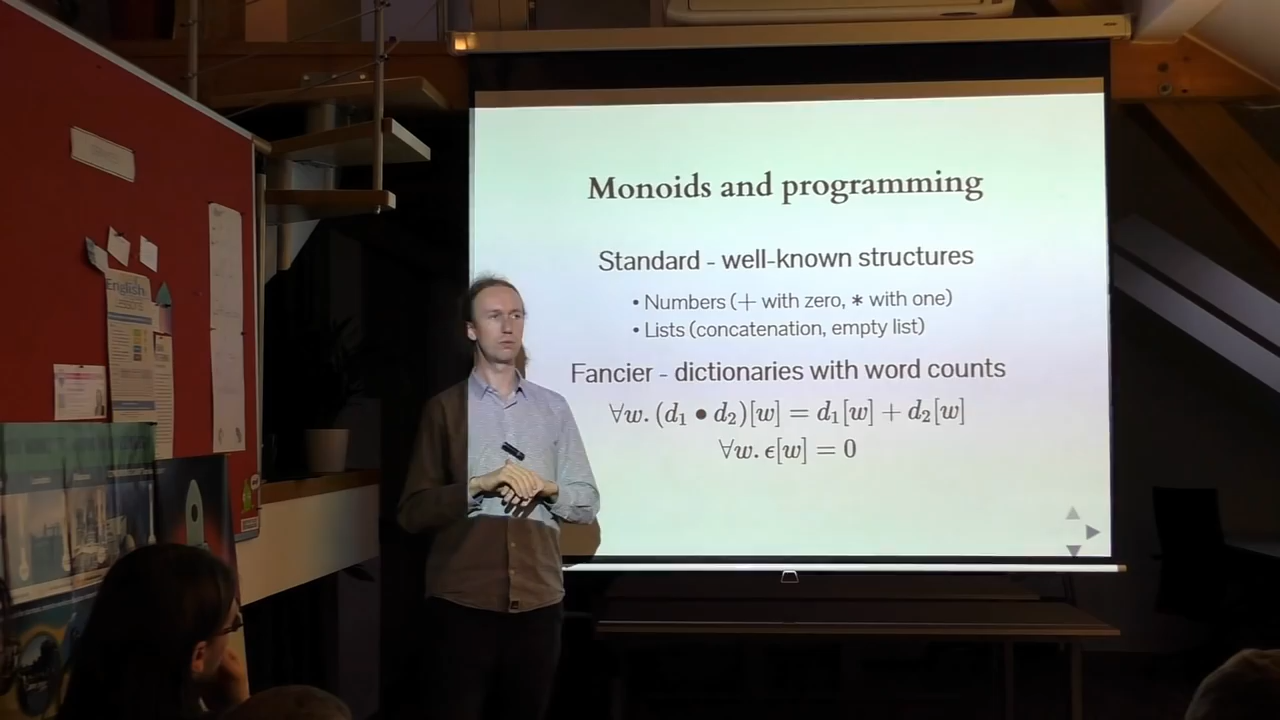 Monoids and programming
Standard - well-known structures
• Numbers (+ with zero, * with one)
• Lists (concatenation, empty list)
Fancier - dictionaries with word counts
∀w. (d₁ • d₂)[w] = d₁[w] + d₂[w]
∀w. ϵ[w] = 0
English